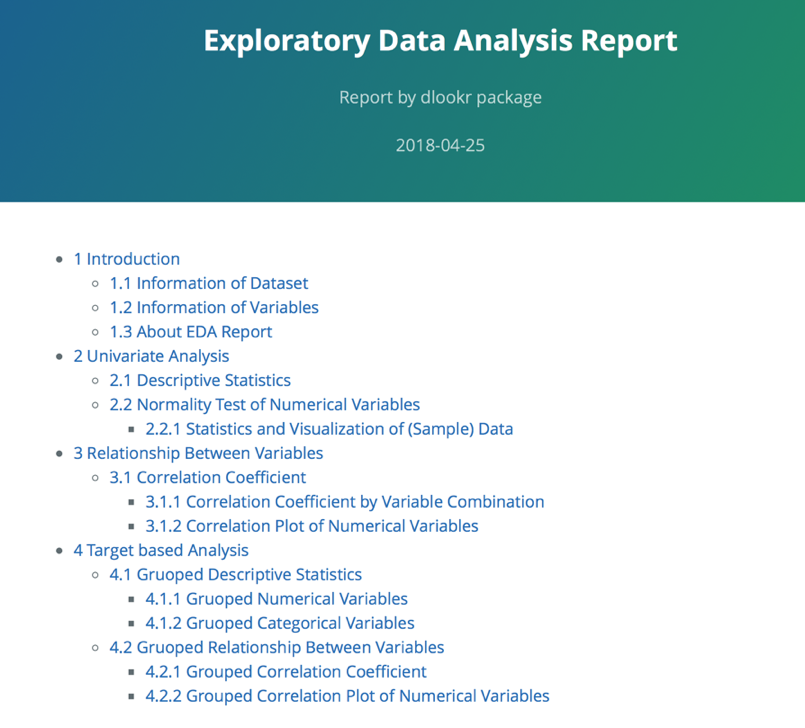 Exploratory Data Analysis Report
Report by dlookr package
2018-04-25
1 Introduction
1.1 Information of Dataset
1.2 Information of Variables
1.3 About EDA Report
2 Univariate Analysis
2.1 Descriptive Statistics
2.2 Normality Test of Numerical Variables
2.2.1 Statistics and Visualization of (Sample) Data
3 Relationship Between Variables
3.1 Correlation Coefficient
3.1.1 Correlation Coefficient by Variable Combination
3.1.2 Correlation Plot of Numerical Variables
4 Target based Analysis
4.1 Gruoped Descriptive Statistics
4.1.1 Gruoped Numerical Variables
4.1.2 Gruoped Categorical Variables
4.2 Gruoped Relationship Between Variables
4.2.1 Grouped Correlation Coefficient
4.2.2 Grouped Correlation Plot of Numerical Variables